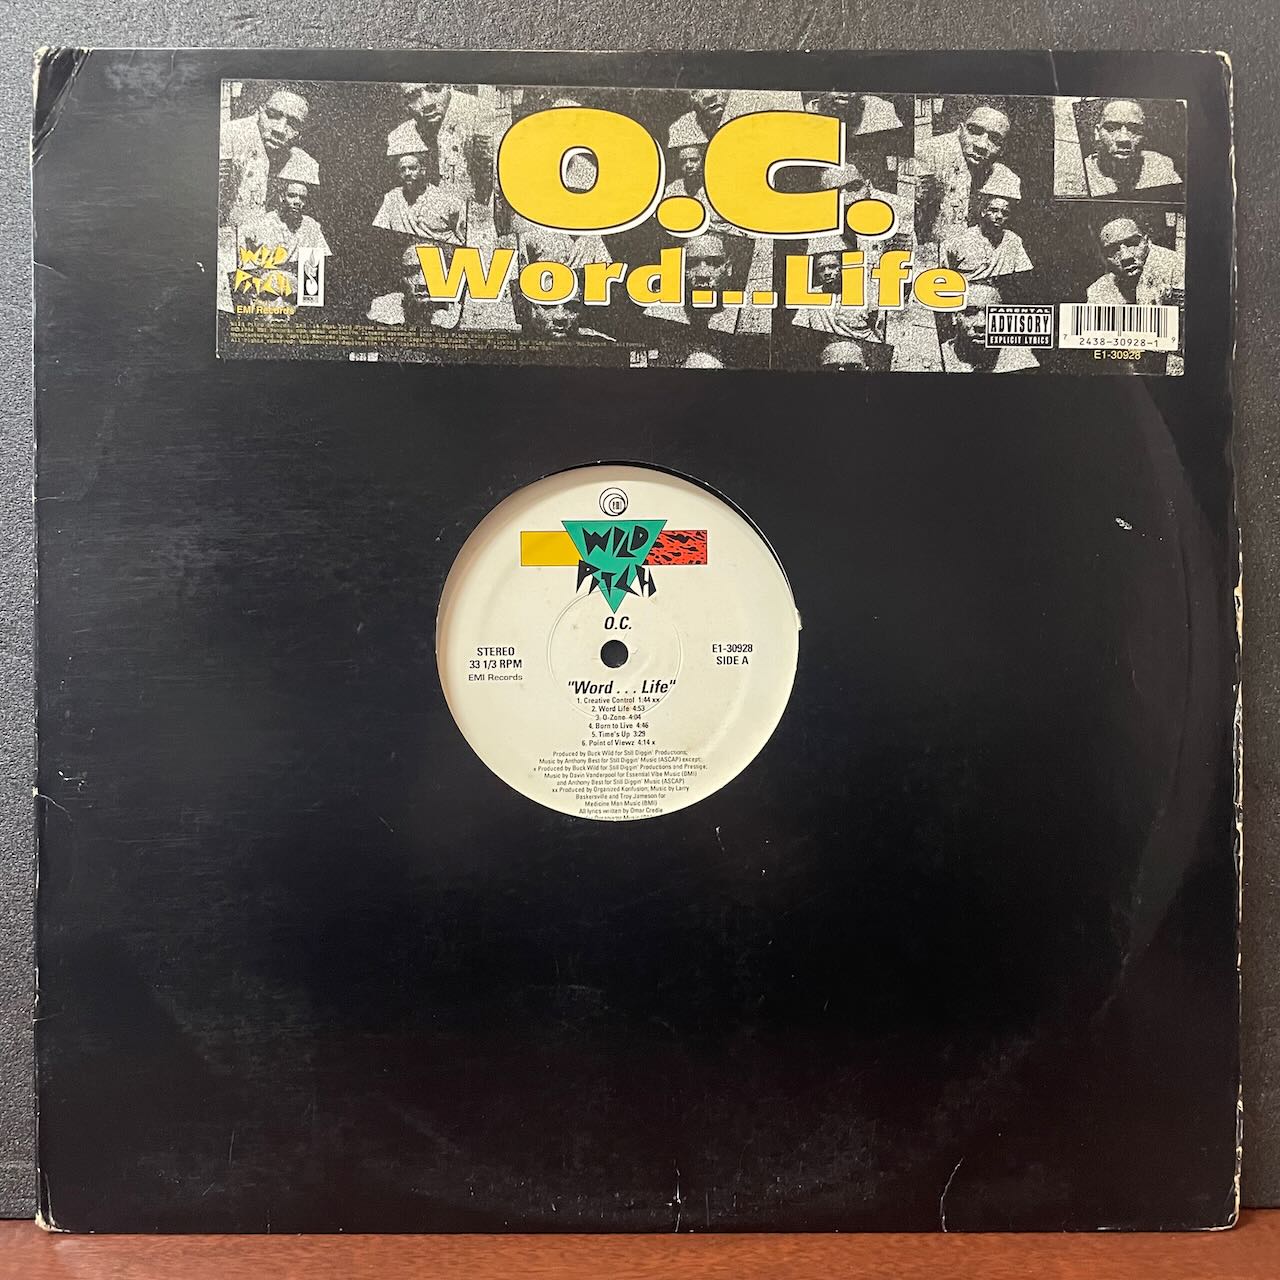 O.C.
Word...Life
WILD
PITCH
EMI Records
PARENTAL
ADVISORY
EXPLICIT LYRICS
7 2438-30928-1 9
E1-30928
EMI
WILD
PITCH
O.C.
STEREO
33 1/3 RPM
EMI Records
E1-30928
SIDE A
"Word . . . Life"
1. Creative Control 1:44 xx
2. Word Life 4:53
3. O-Zone 4:04
4. Born to Live 4:46
5. Time's Up 3:29
6. Point of Viewz 4:14 x
Produced by Buck Wild for Still Diggin' Productions;
Music by Anthony Best for Still Diggin' Music (ASCAP) except:
x Produced by Buck Wild for Still Diggin' Productions and Prestige;
Music by Davin Vanderpool for Essential Vibe Music (BMI)
and Anthony Best for Still Diggin' Music (ASCAP)
xx Produced by Organized Konfusion; Music by Larry
Baskersville and Troy Jameson for
Medicine Man Music (BMI)
All lyrics written by Omar Credle